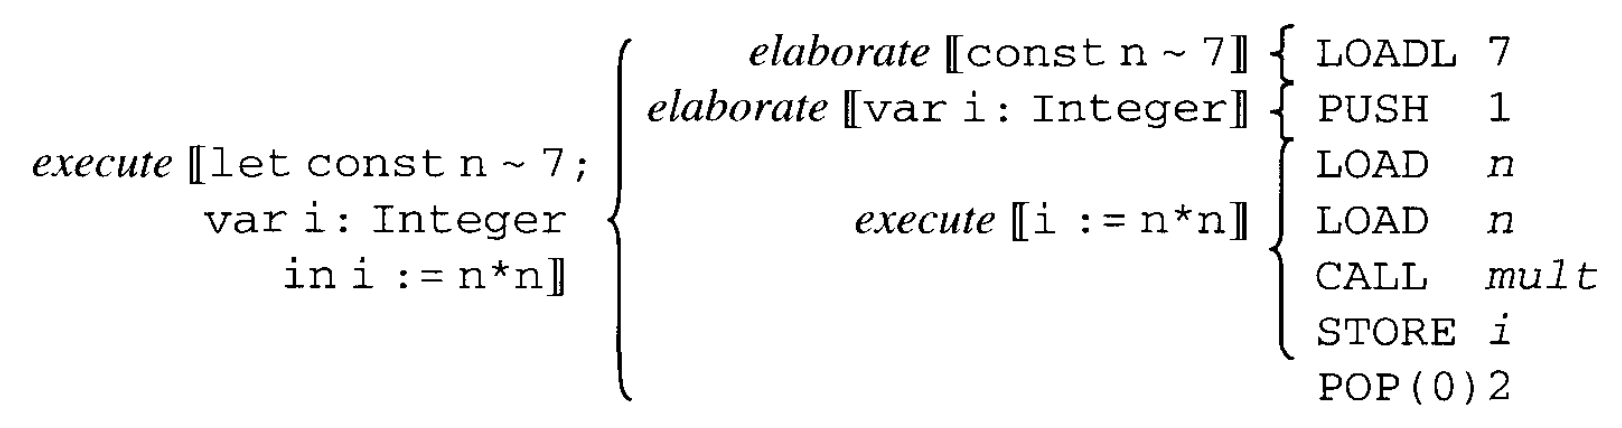 elaborate ⟦const n ~ 7⟧ { LOADL 7
elaborate ⟦var i: Integer⟧ { PUSH 1
execute ⟦let const n ~ 7; LOAD n
var i: Integer execute ⟦i := n*n⟧ LOAD n
in i := n*n⟧ CALL mult
STORE i
POP(0)2